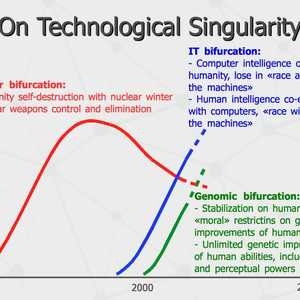 On Technological Singularity
IT bifurcation:
- Computer intelligence o
humanity, lose in «race a
the machines»
- Human intelligence co-e
with computers, «race wi
the machines»
r bifurcation:
nity self-destruction with nuclear winter
ar weapons control and elimination
Genomic bifurcation:
- Stabilization on human
«moral» restrictins on g
improvements of human
- Unlimited genetic impr
of human abilities, inclu
and perceptual powers
2000
2